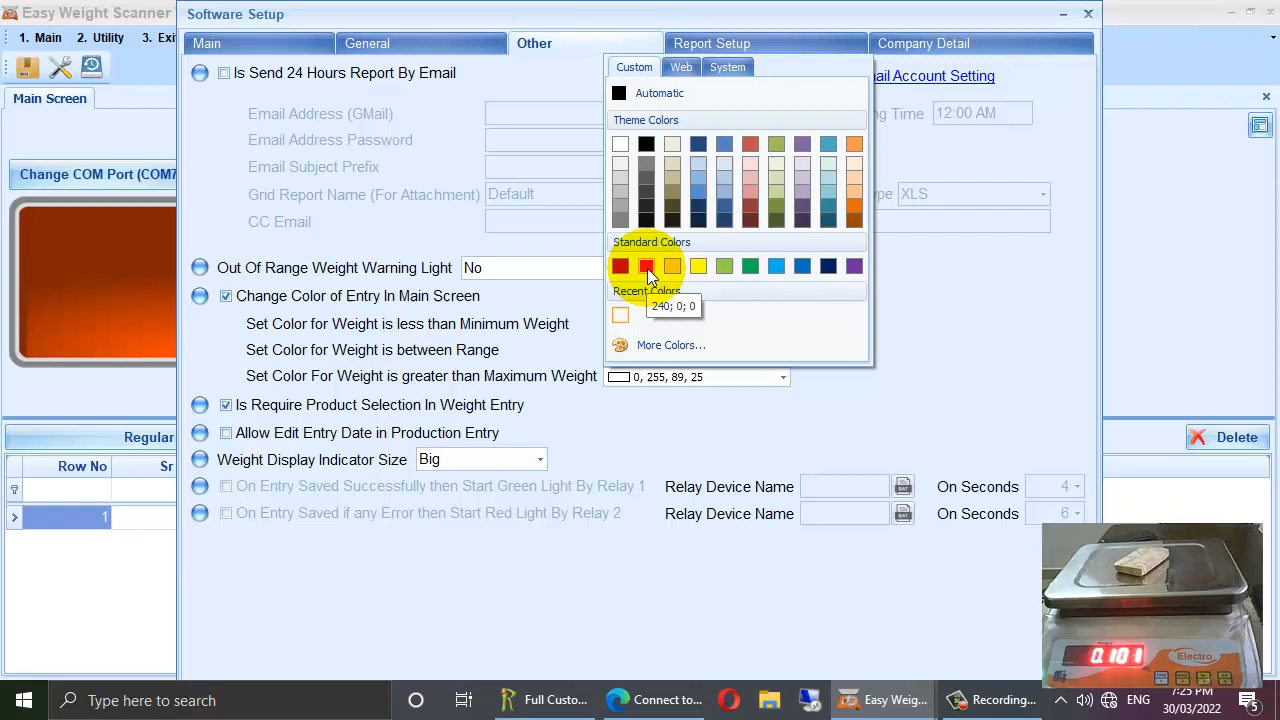 Easy Weight Scanner
Software Setup
1. Main
2. Utility
Main
General
Other
Report Setup
Company Detail
Is Send 24 Hours Report By Email
Custom
Web
System
ail Account Setting
Main Screen
Automatic
Email Address (GMail)
ng Time
12:00 AM
Theme Colors
Email Address Password
Email Subject Prefix
Change COM Port (COM7
Grid Report Name (For Attachment)
Default
XLS
CC Email
Standard Colors
Out Of Range Weight Warning Light
No
Change Color of Entry In Main Screen
Recent Colors
240; 0; 0
Set Color for Weight is less than Minimum Weight
More Colors...
Set Color for Weight is between Range
Set Color For Weight is greater than Maximum Weight
0, 255, 89, 25
Is Require Product Selection In Weight Entry
Allow Edit Entry Date in Production Entry
Regular
Delete
Weight Display Indicator Size
Big
Row No
Sr
On Entry Saved Successfully then Start Green Light By Relay 1
Relay Device Name
On Seconds
4
1
On Entry Saved if any Error then Start Red Light By Relay 2
Relay Device Name
On Seconds
6
0.101
Electro
Type here to search
Full Custo...
Connect to...
Easy Weig...
Recording...
ENG
7:25 PM
30/03/2022
5